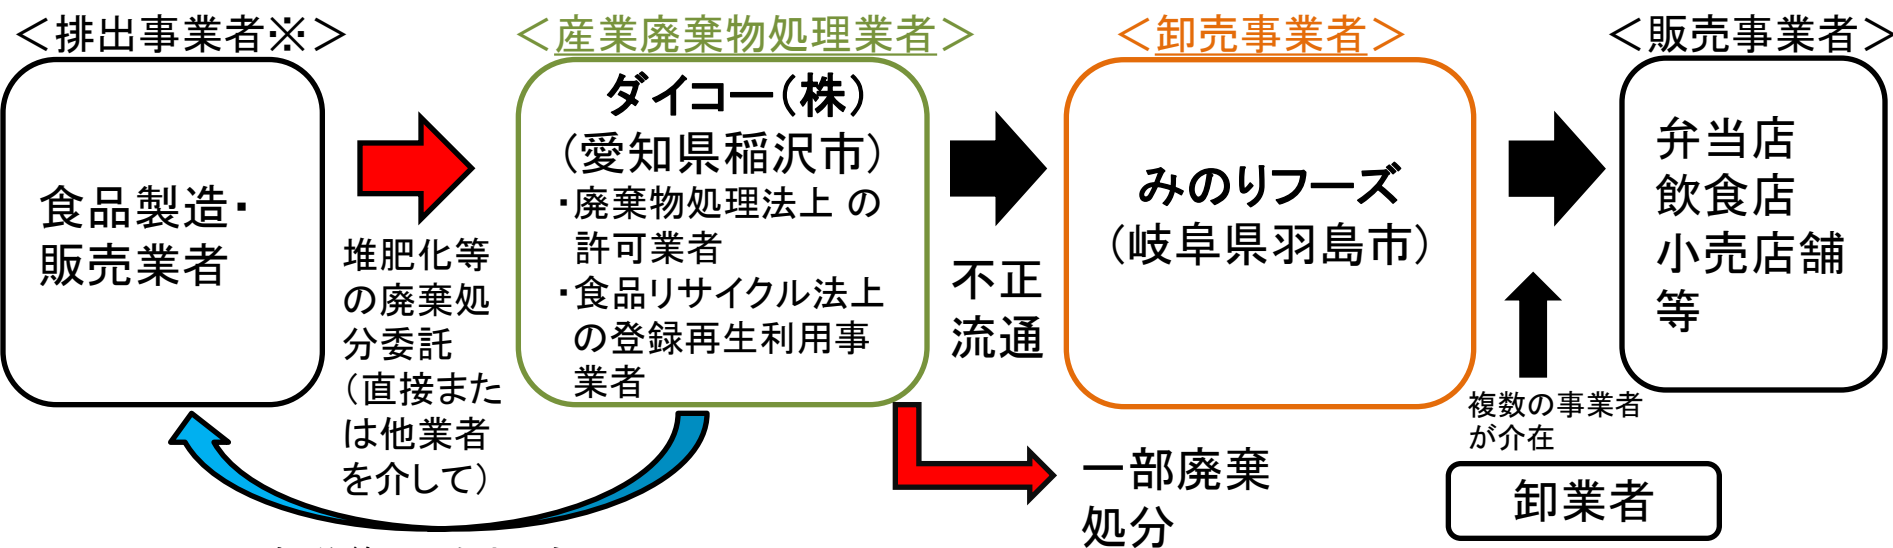 ＜排出事業者※＞
食品製造・
販売業者
堆肥化等
の廃棄処
分委託
（直接また
は他業者
を介して）
＜産業廃棄物処理業者＞
ダイコー（株）
（愛知県稲沢市）
・廃棄物処理法上 の
許可業者
・食品リサイクル法上
の登録再生利用事
業者
不正
流通
一部廃棄
処分
＜卸売事業者＞
みのりフーズ
（岐阜県羽島市）
複数の事業者
が介在
卸業者
＜販売事業者＞
弁当店
飲食店
小売店舗
等